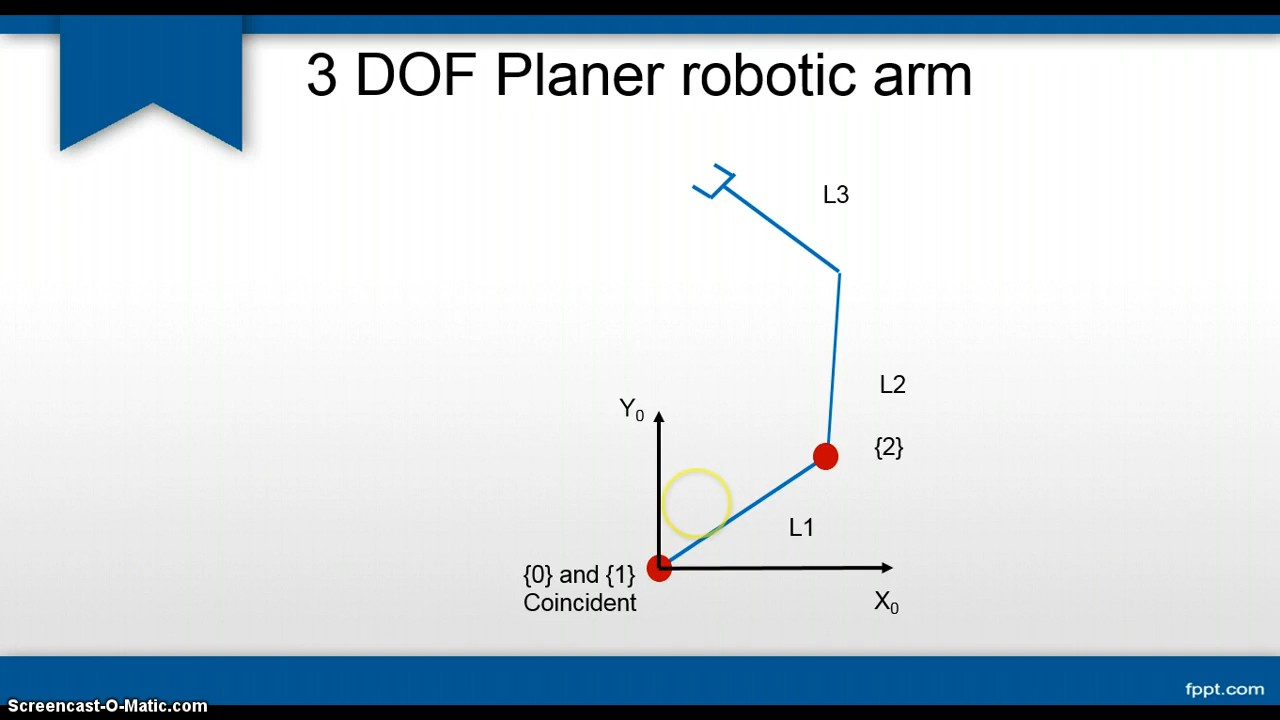 3 DOF Planer robotic arm
L3
L2
Y₀
{2}
L1
{0} and {1}
Coincident
X₀
fppt.com
Screencast-O-Matic.com